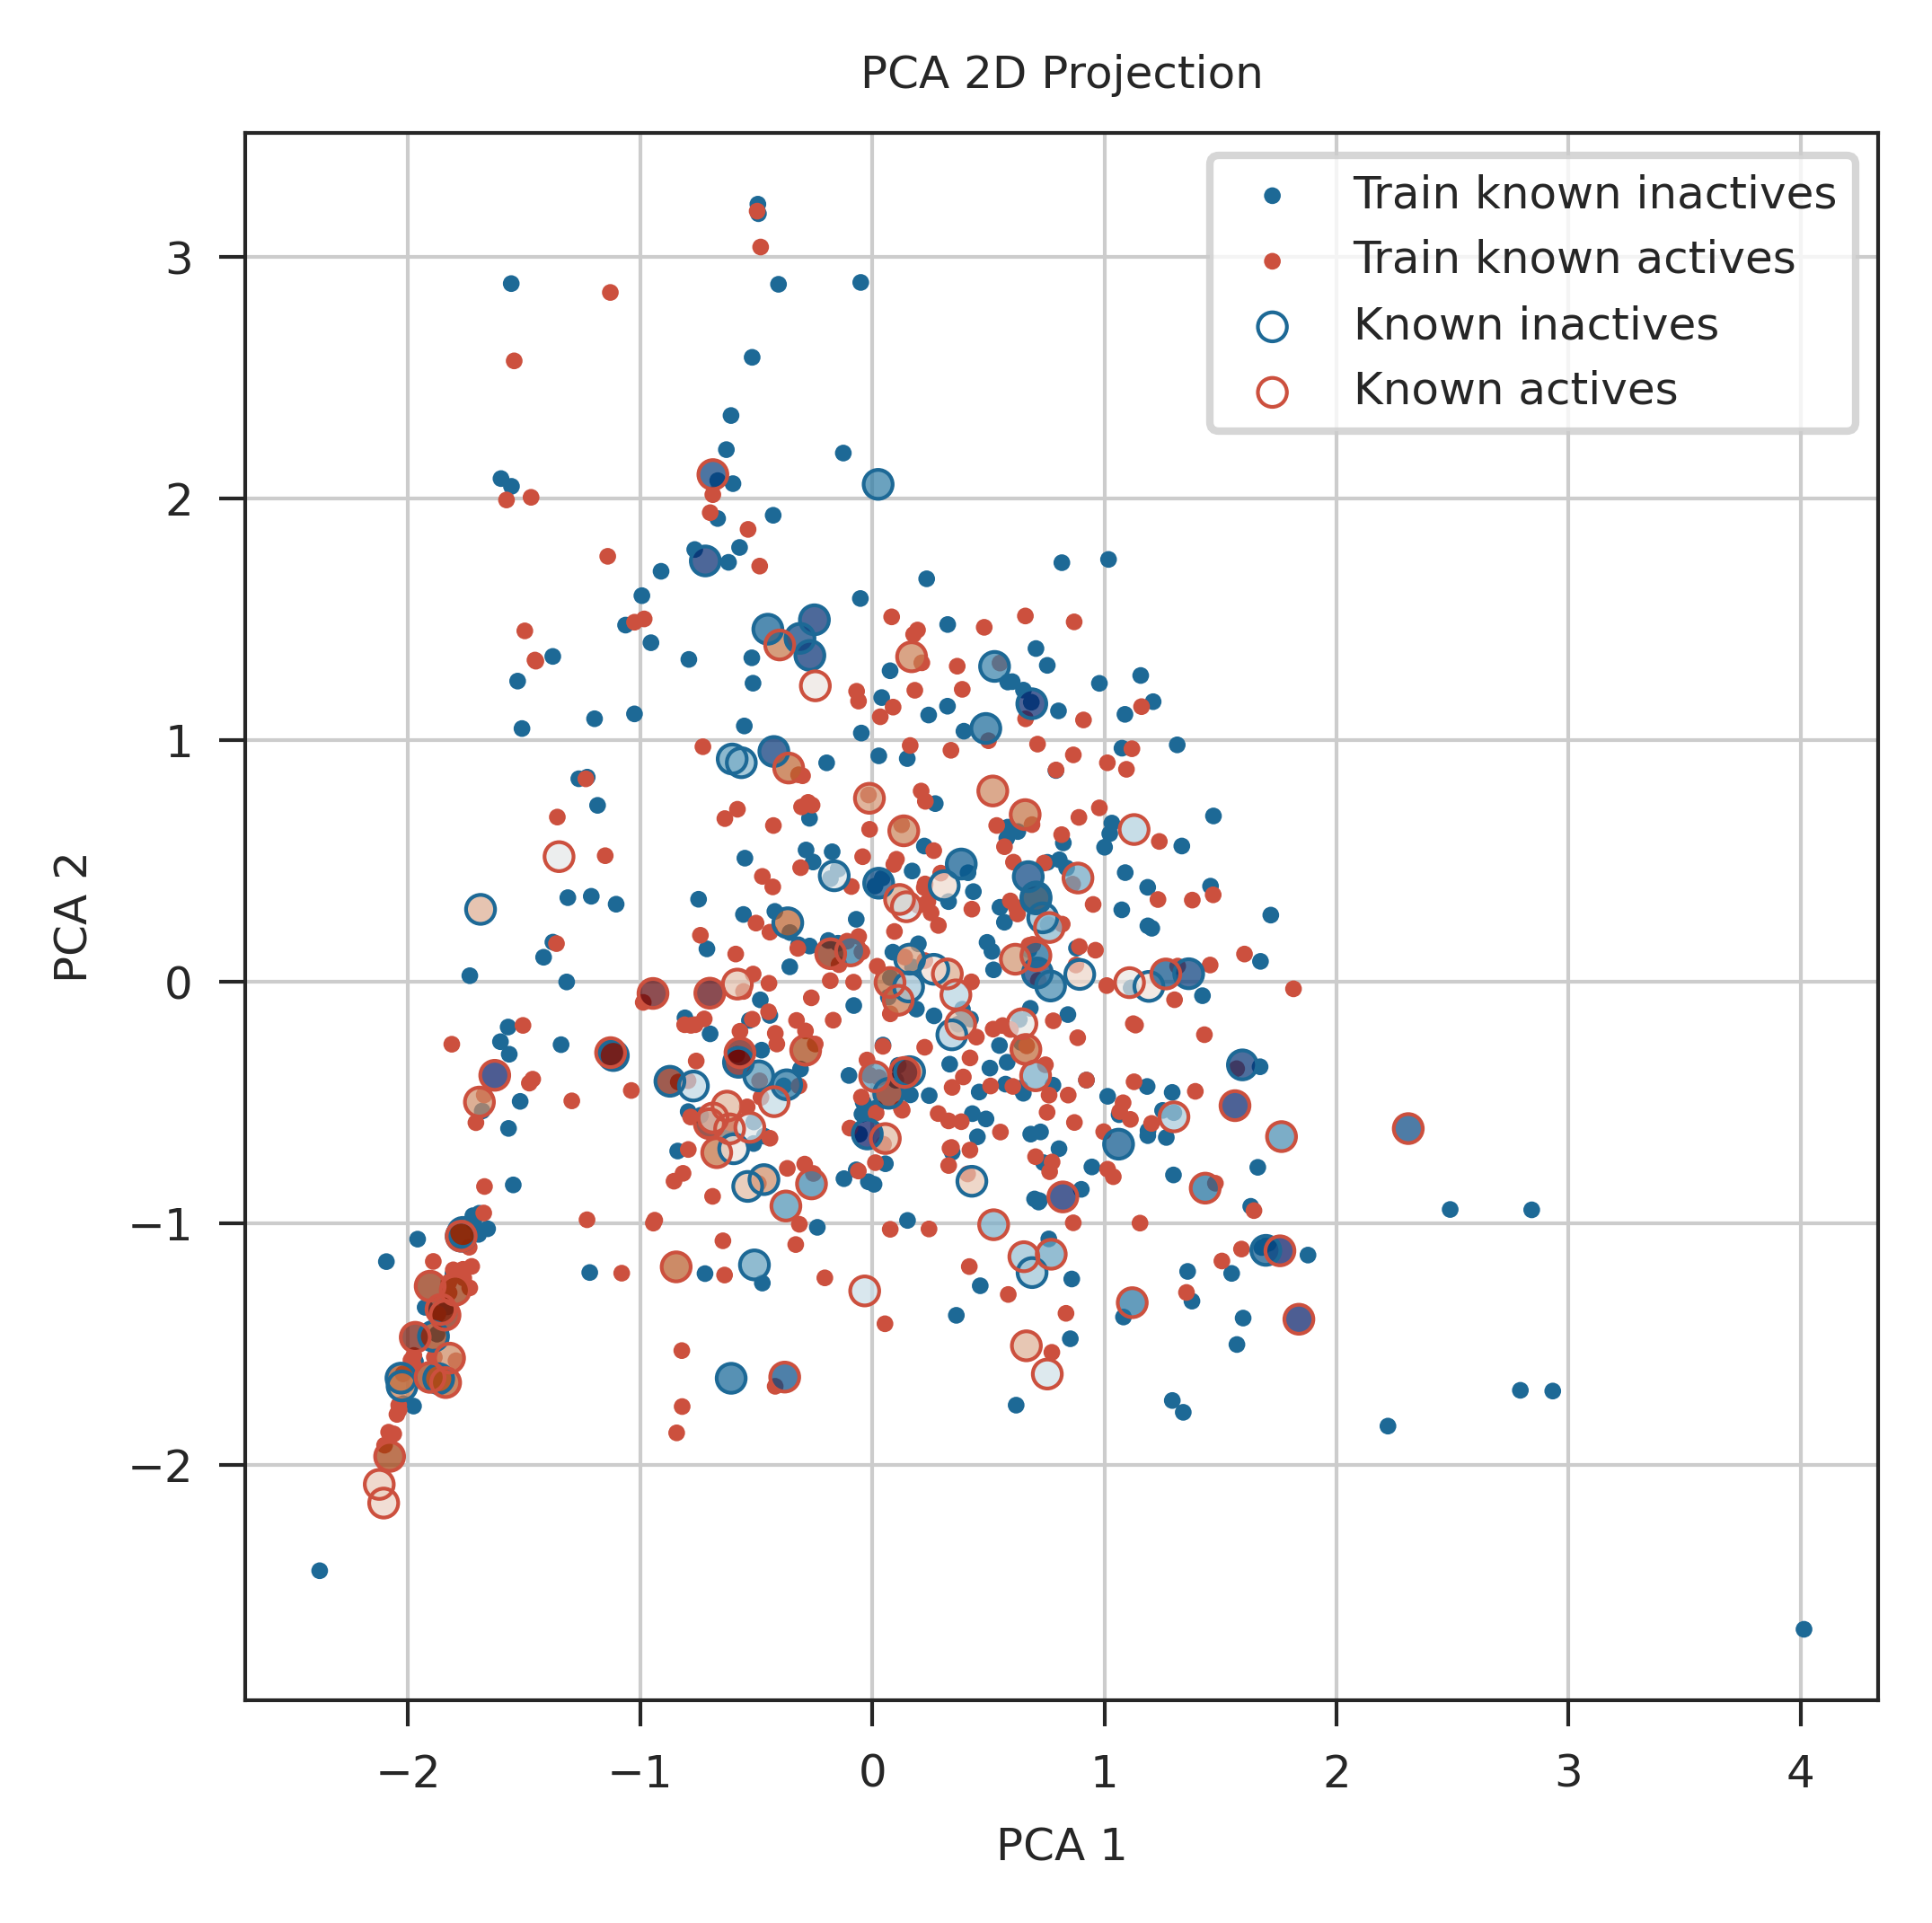 PCA 2D Projection
Train known inactives
Train known actives
Known inactives
Known actives
3
2
1
0
−1
−2
PCA 2
−2 −1 0 1 2 3 4
PCA 1